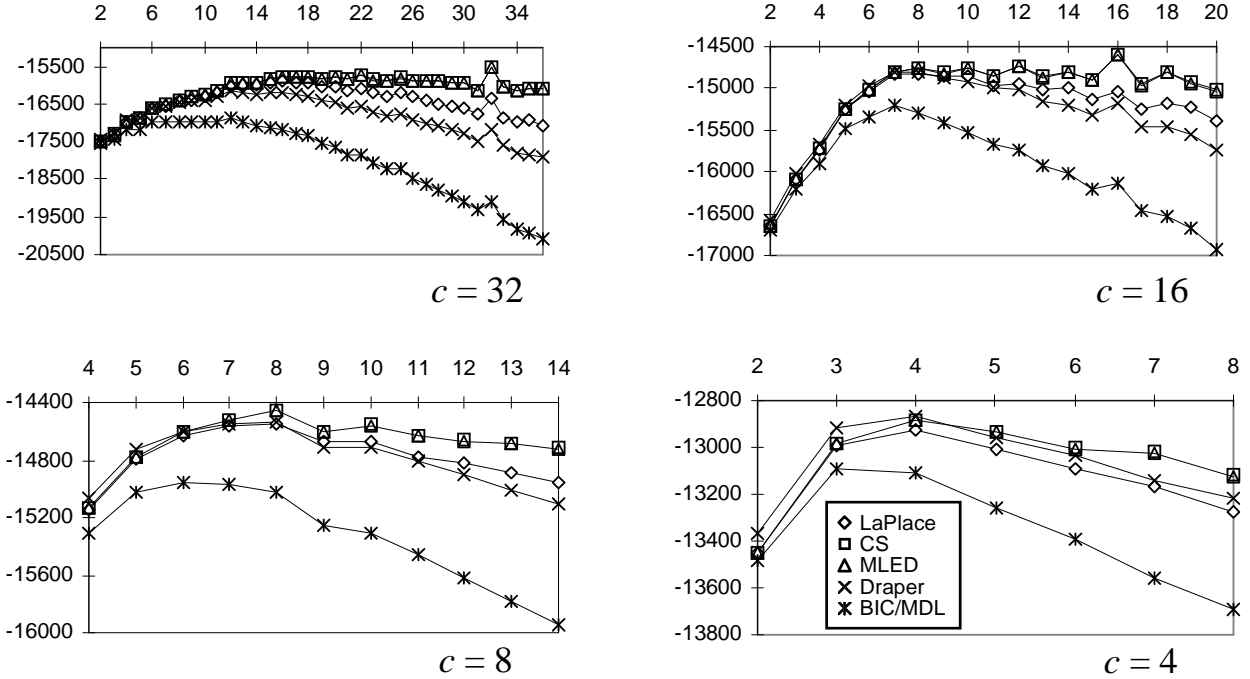 2 6 10 14 18 22 26 30 34
-15500
-16500
-17500
-18500
-19500
-20500
c = 32
2 4 6 8 10 12 14 16 18 20
-14500
-15000
-15500
-16000
-16500
-17000
c = 16
4 5 6 7 8 9 10 11 12 13 14
-14400
-14800
-15200
-15600
-16000
c = 8
2 3 4 5 6 7 8
-12800
-13000
-13200
-13400
-13600
-13800
LaPlace
CS
MLED
Draper
BIC/MDL
c = 4